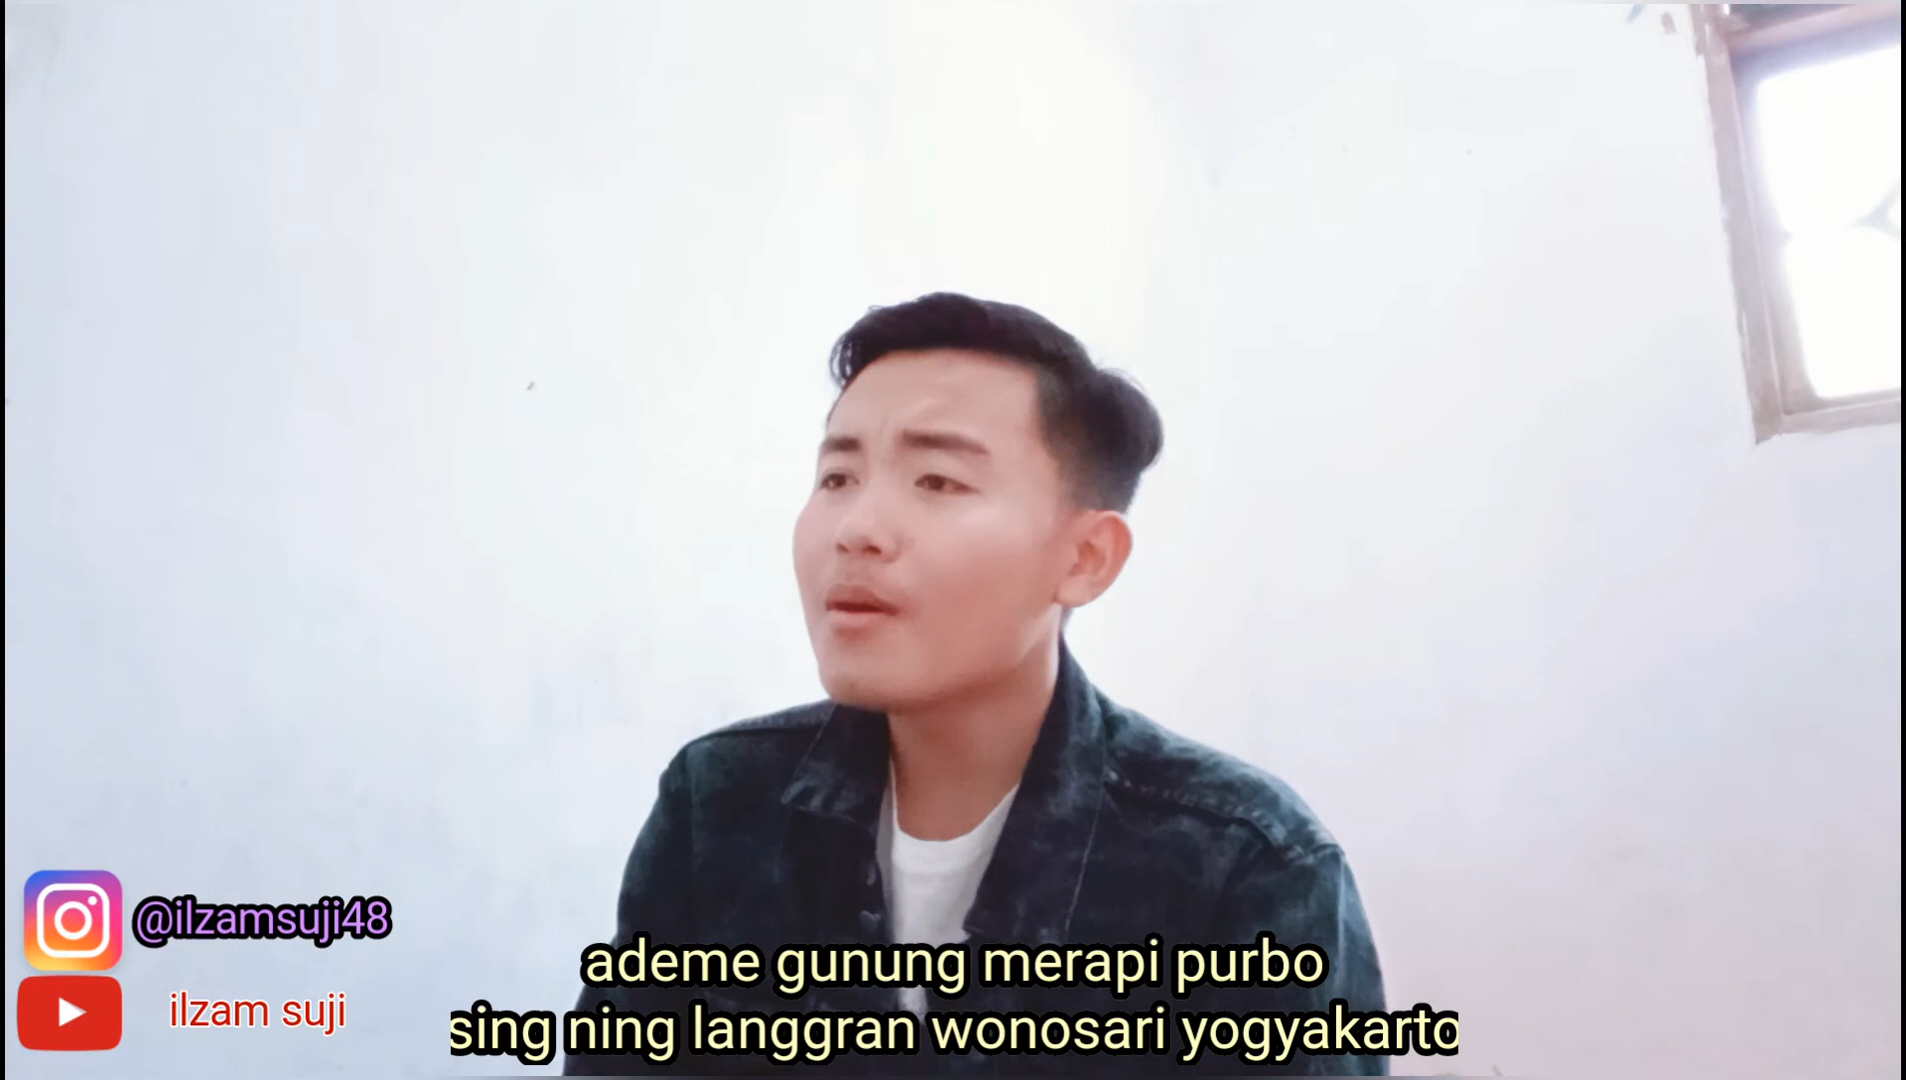 @ilzamsuji48
ilzam suji
ademe gunung merapi purbo
sing ning langgran wonosari yogyakarto